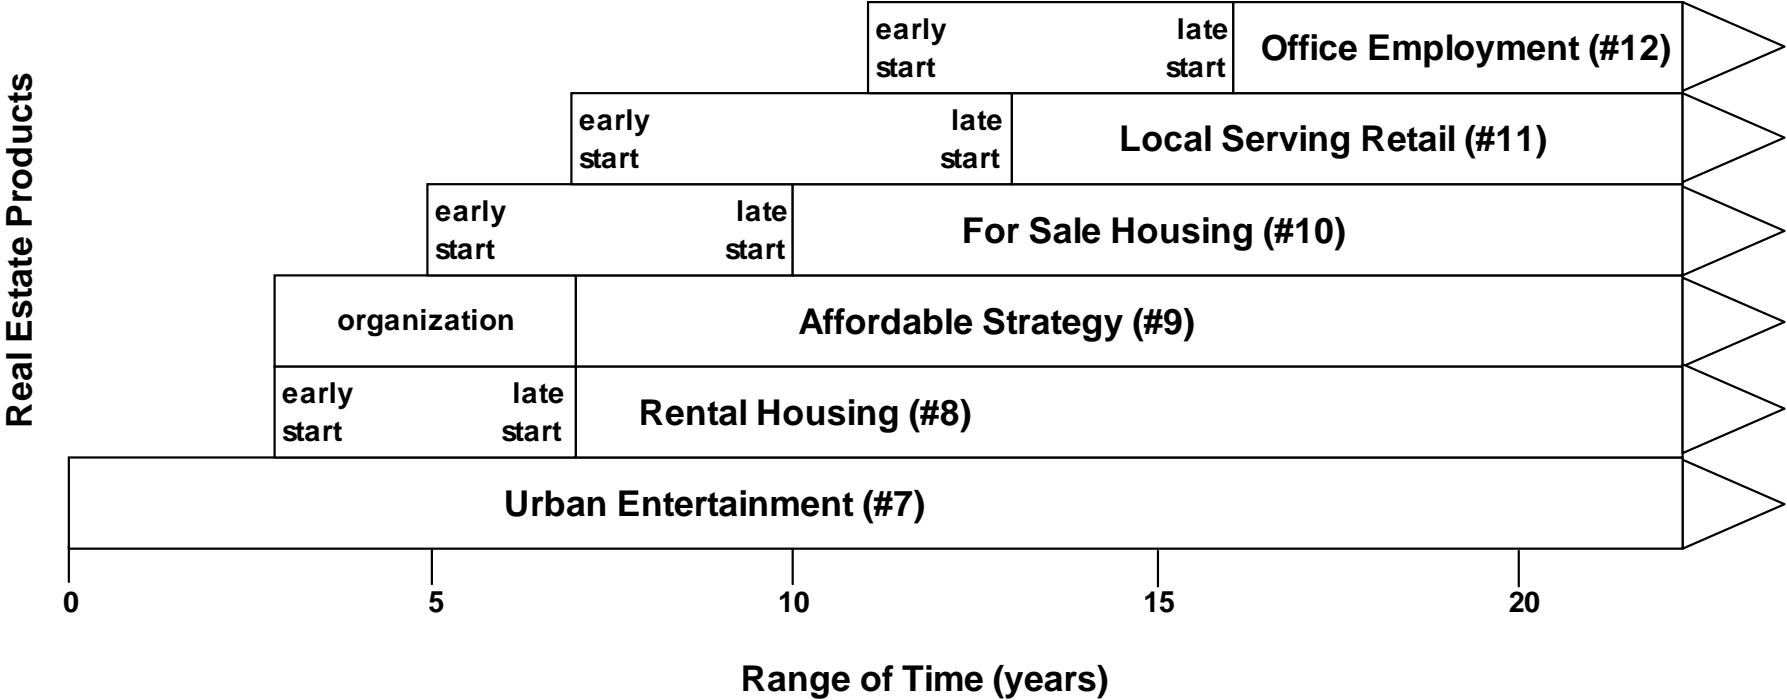 Real Estate Products
early late
start start
Office Employment (#12)
early late
start start
Local Serving Retail (#11)
early late
start start
For Sale Housing (#10)
organization
Affordable Strategy (#9)
early late
start start
Rental Housing (#8)
Urban Entertainment (#7)
0 5 10 15 20
Range of Time (years)